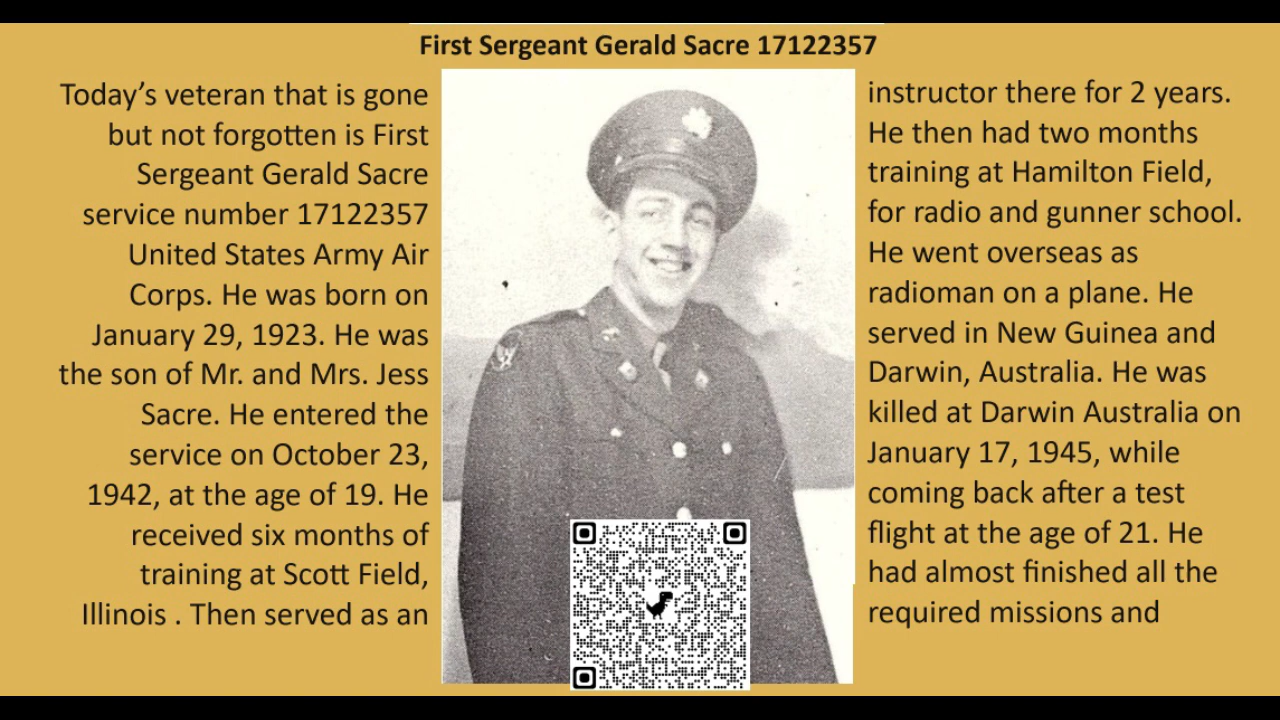 First Sergeant Gerald Sacre 17122357
Today’s veteran that is gone
but not forgotten is First
Sergeant Gerald Sacre
service number 17122357
United States Army Air
Corps. He was born on
January 29, 1923. He was
the son of Mr. and Mrs. Jess
Sacre. He entered the
service on October 23,
1942, at the age of 19. He
received six months of
training at Scott Field,
Illinois . Then served as an
instructor there for 2 years.
He then had two months
training at Hamilton Field,
for radio and gunner school.
He went overseas as
radioman on a plane. He
served in New Guinea and
Darwin, Australia. He was
killed at Darwin Australia on
January 17, 1945, while
coming back after a test
flight at the age of 21. He
had almost finished all the
required missions and